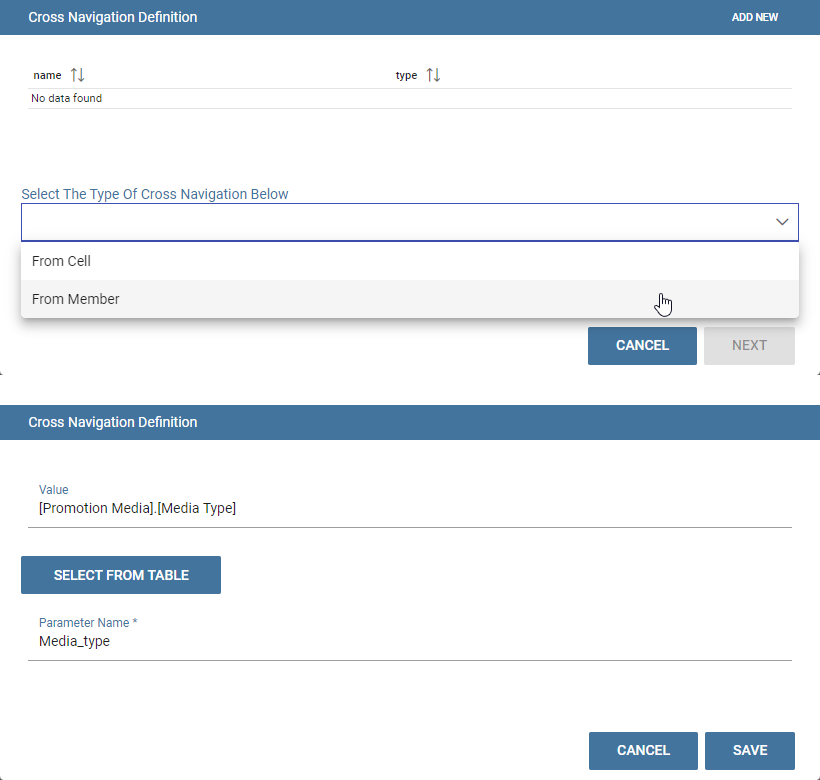 Cross Navigation Definition ADD NEW
name type
No data found
Select The Type Of Cross Navigation Below
From Cell
From Member
CANCEL NEXT
Cross Navigation Definition
Value
[Promotion Media].[Media Type]
SELECT FROM TABLE
Parameter Name *
Media_type
CANCEL SAVE